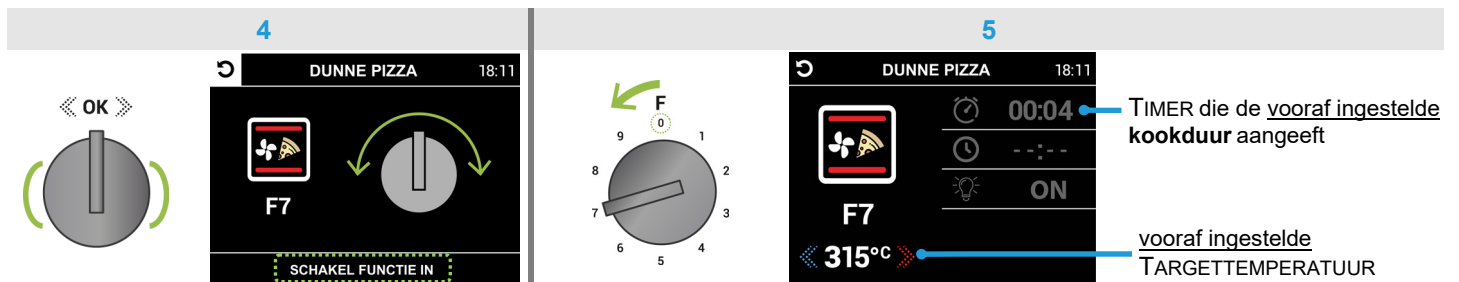 4
5
OK
DUNNE PIZZA 18:11
F7
SCHAKEL FUNCTIE IN
F
0
1
2
3
4
5
6
7
8
9
DUNNE PIZZA 18:11
00:04
--:--
ON
F7
315°C
TIMER die de vooraf ingestelde
kookduur aangeeft
vooraf ingestelde
TARGETTEMPERATUUR